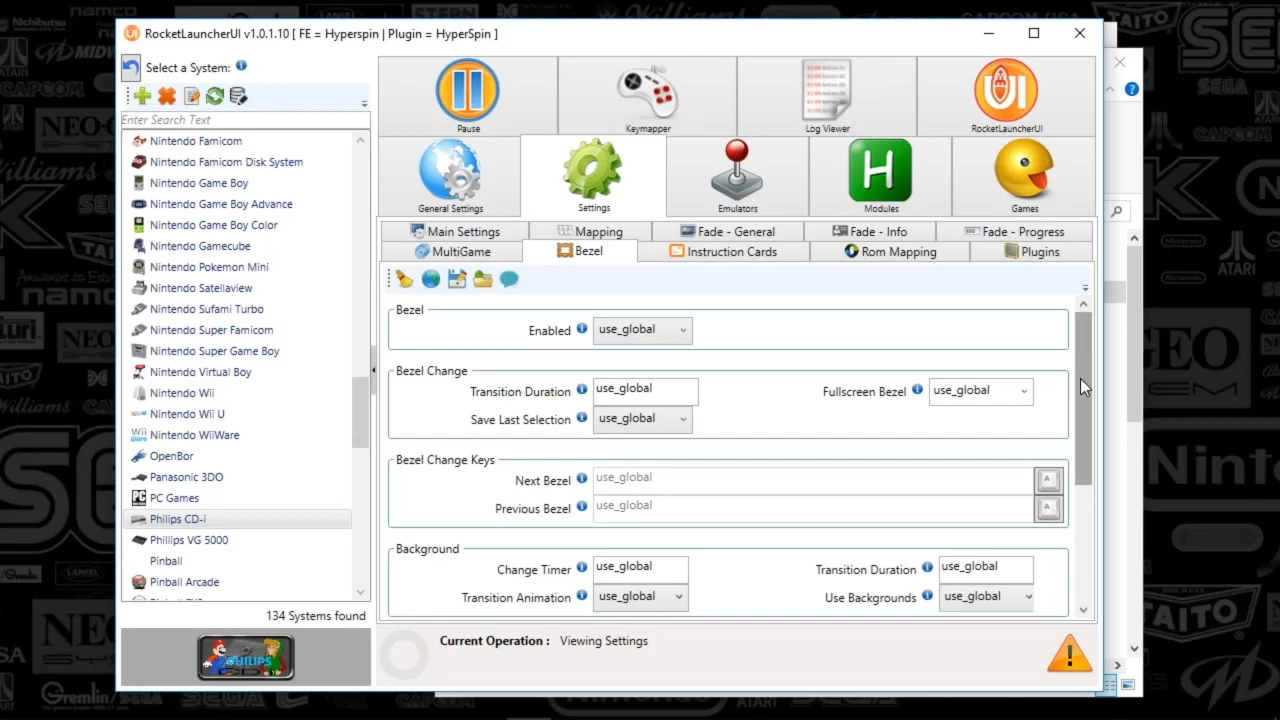 RocketLauncherUI v1.0.1.10 [ FE = Hyperspin | Plugin = HyperSpin ]
Select a System:
Enter Search Text
Nintendo Famicom
Nintendo Famicom Disk System
Nintendo Game Boy
Nintendo Game Boy Advance
Nintendo Game Boy Color
Nintendo Gamecube
Nintendo Pokemon Mini
Nintendo Satellaview
Nintendo Sufami Turbo
Nintendo Super Famicom
Nintendo Super Game Boy
Nintendo Virtual Boy
Nintendo Wii
Nintendo Wii U
Nintendo WiiWare
OpenBor
Panasonic 3DO
PC Games
Philips CD-i
Phillips VG 5000
Pinball
Pinball Arcade
134 Systems found
PHILIPS
Pause
Keymapper
Log Viewer
UI
RocketLauncherUI
General Settings
Settings
Emulators
H
Modules
Games
Main Settings
Mapping
Fade - General
Fade - Info
Fade - Progress
MultiGame
Bezel
Instruction Cards
Rom Mapping
Plugins
Bezel
Enabled use_global
Bezel Change
Transition Duration use_global
Fullscreen Bezel use_global
Save Last Selection use_global
Bezel Change Keys
Next Bezel use_global
Previous Bezel use_global
Background
Change Timer use_global
Transition Duration use_global
Transition Animation use_global
Use Backgrounds use_global
Current Operation : Viewing Settings